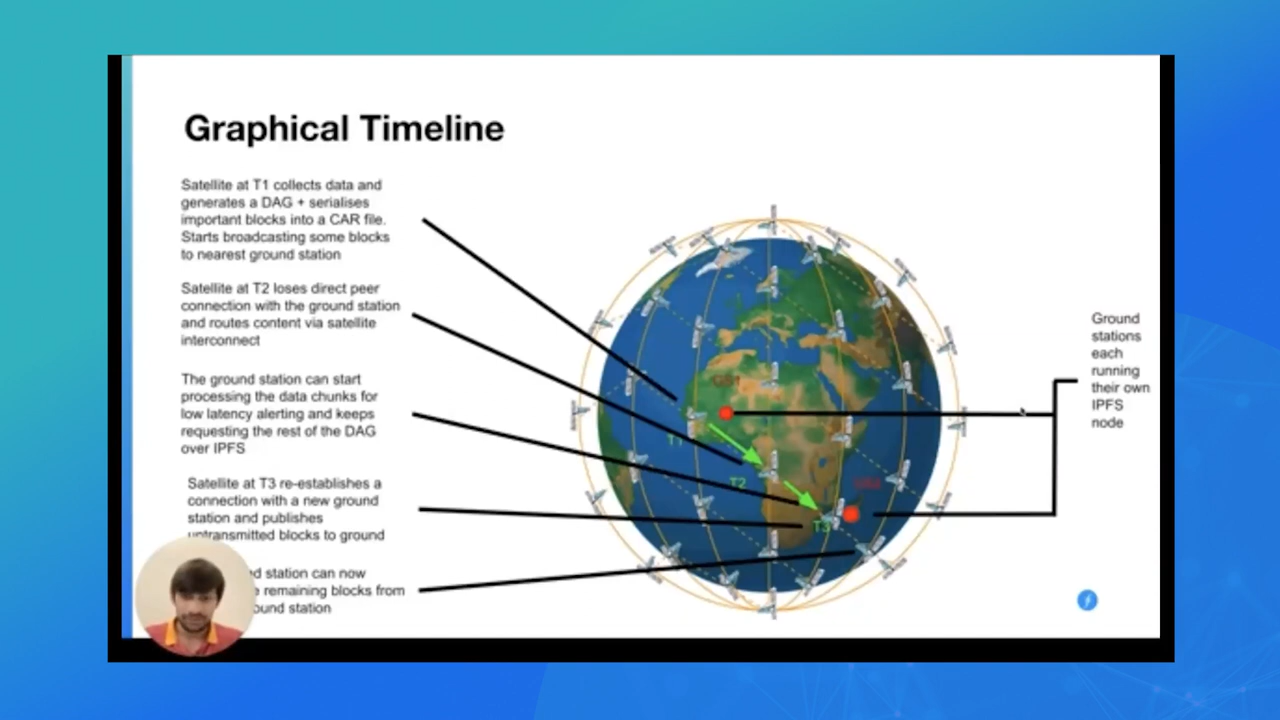 Graphical Timeline
Satellite at T1 collects data and
generates a DAG + serialises
important blocks into a CAR file.
Starts broadcasting some blocks
to nearest ground station
Satellite at T2 loses direct peer
connection with the ground station
and routes content via satellite
interconnect
The ground station can start
processing the data chunks for
low latency alerting and keeps
requesting the rest of the DAG
over IPFS
Satellite at T3 re-establishes a
connection with a new ground
station and publishes
untransmitted blocks to ground
station can now
remaining blocks from
station
T1
T2
T3
Ground
stations
each
running
their own
IPFS
node